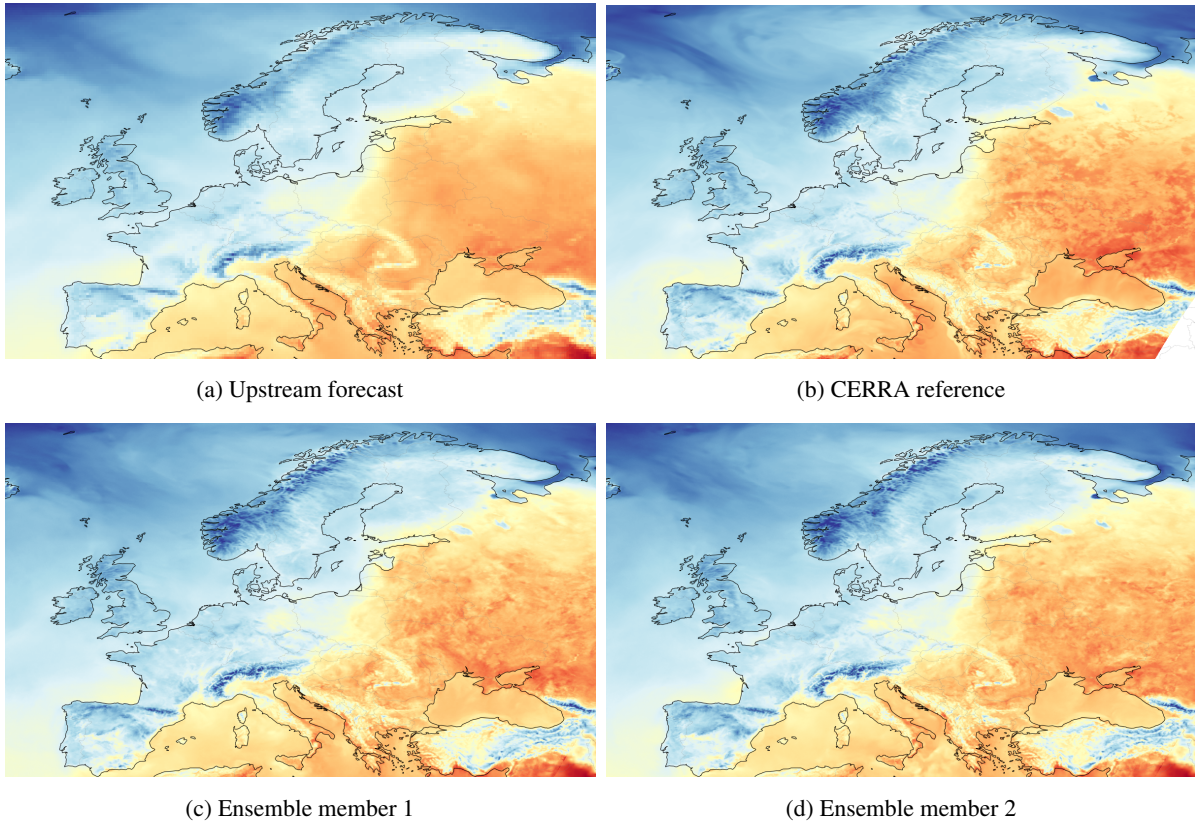 (a) Upstream forecast
(b) CERRA reference
(c) Ensemble member 1
(d) Ensemble member 2